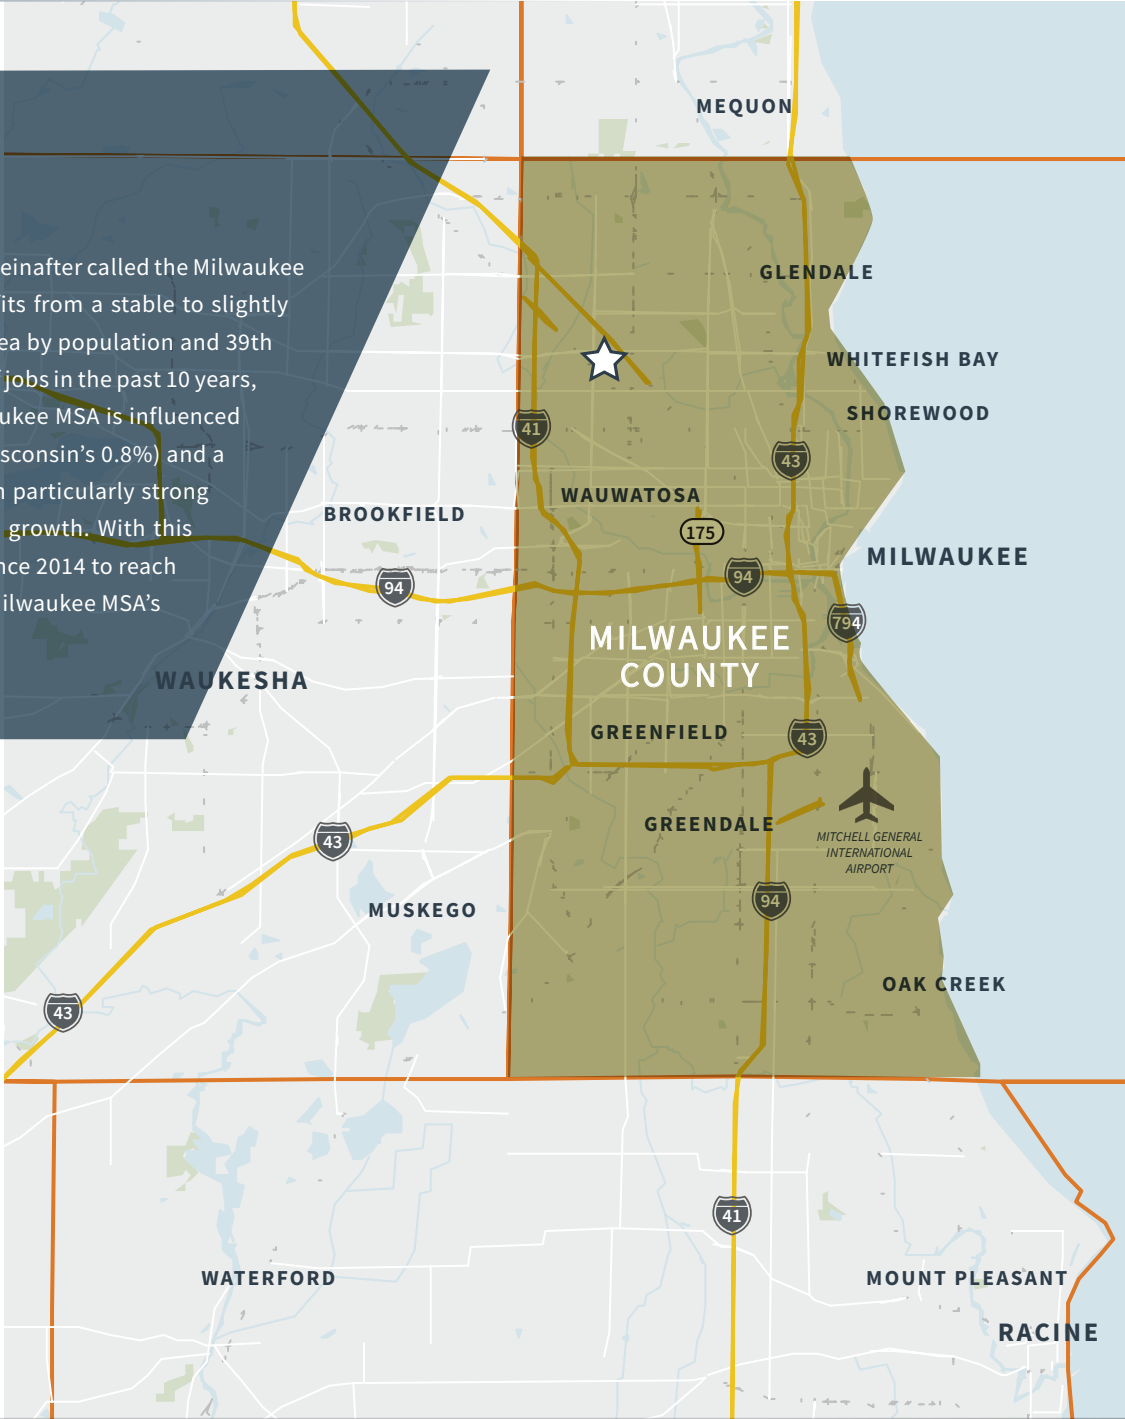 MEQUON
einafter called the Milwaukee
its from a stable to slightly
ea by population and 39th
jobs in the past 10 years,
ukee MSA is influenced
sconsin's 0.8%) and a
particularly strong
growth. With this
nce 2014 to reach
ilwaukee MSA's
GLENDALE
WHITEFISH BAY
SHOREWOOD
41
43
WAUWATOSA
BROOKFIELD
175
MILWAUKEE
94
94
794
MILWAUKEE
COUNTY
WAUKESHA
GREENFIELD
43
GREENDALE
MITCHELL GENERAL
INTERNATIONAL
AIRPORT
43
94
MUSKEGO
OAK CREEK
43
41
WATERFORD
MOUNT PLEASANT
RACINE